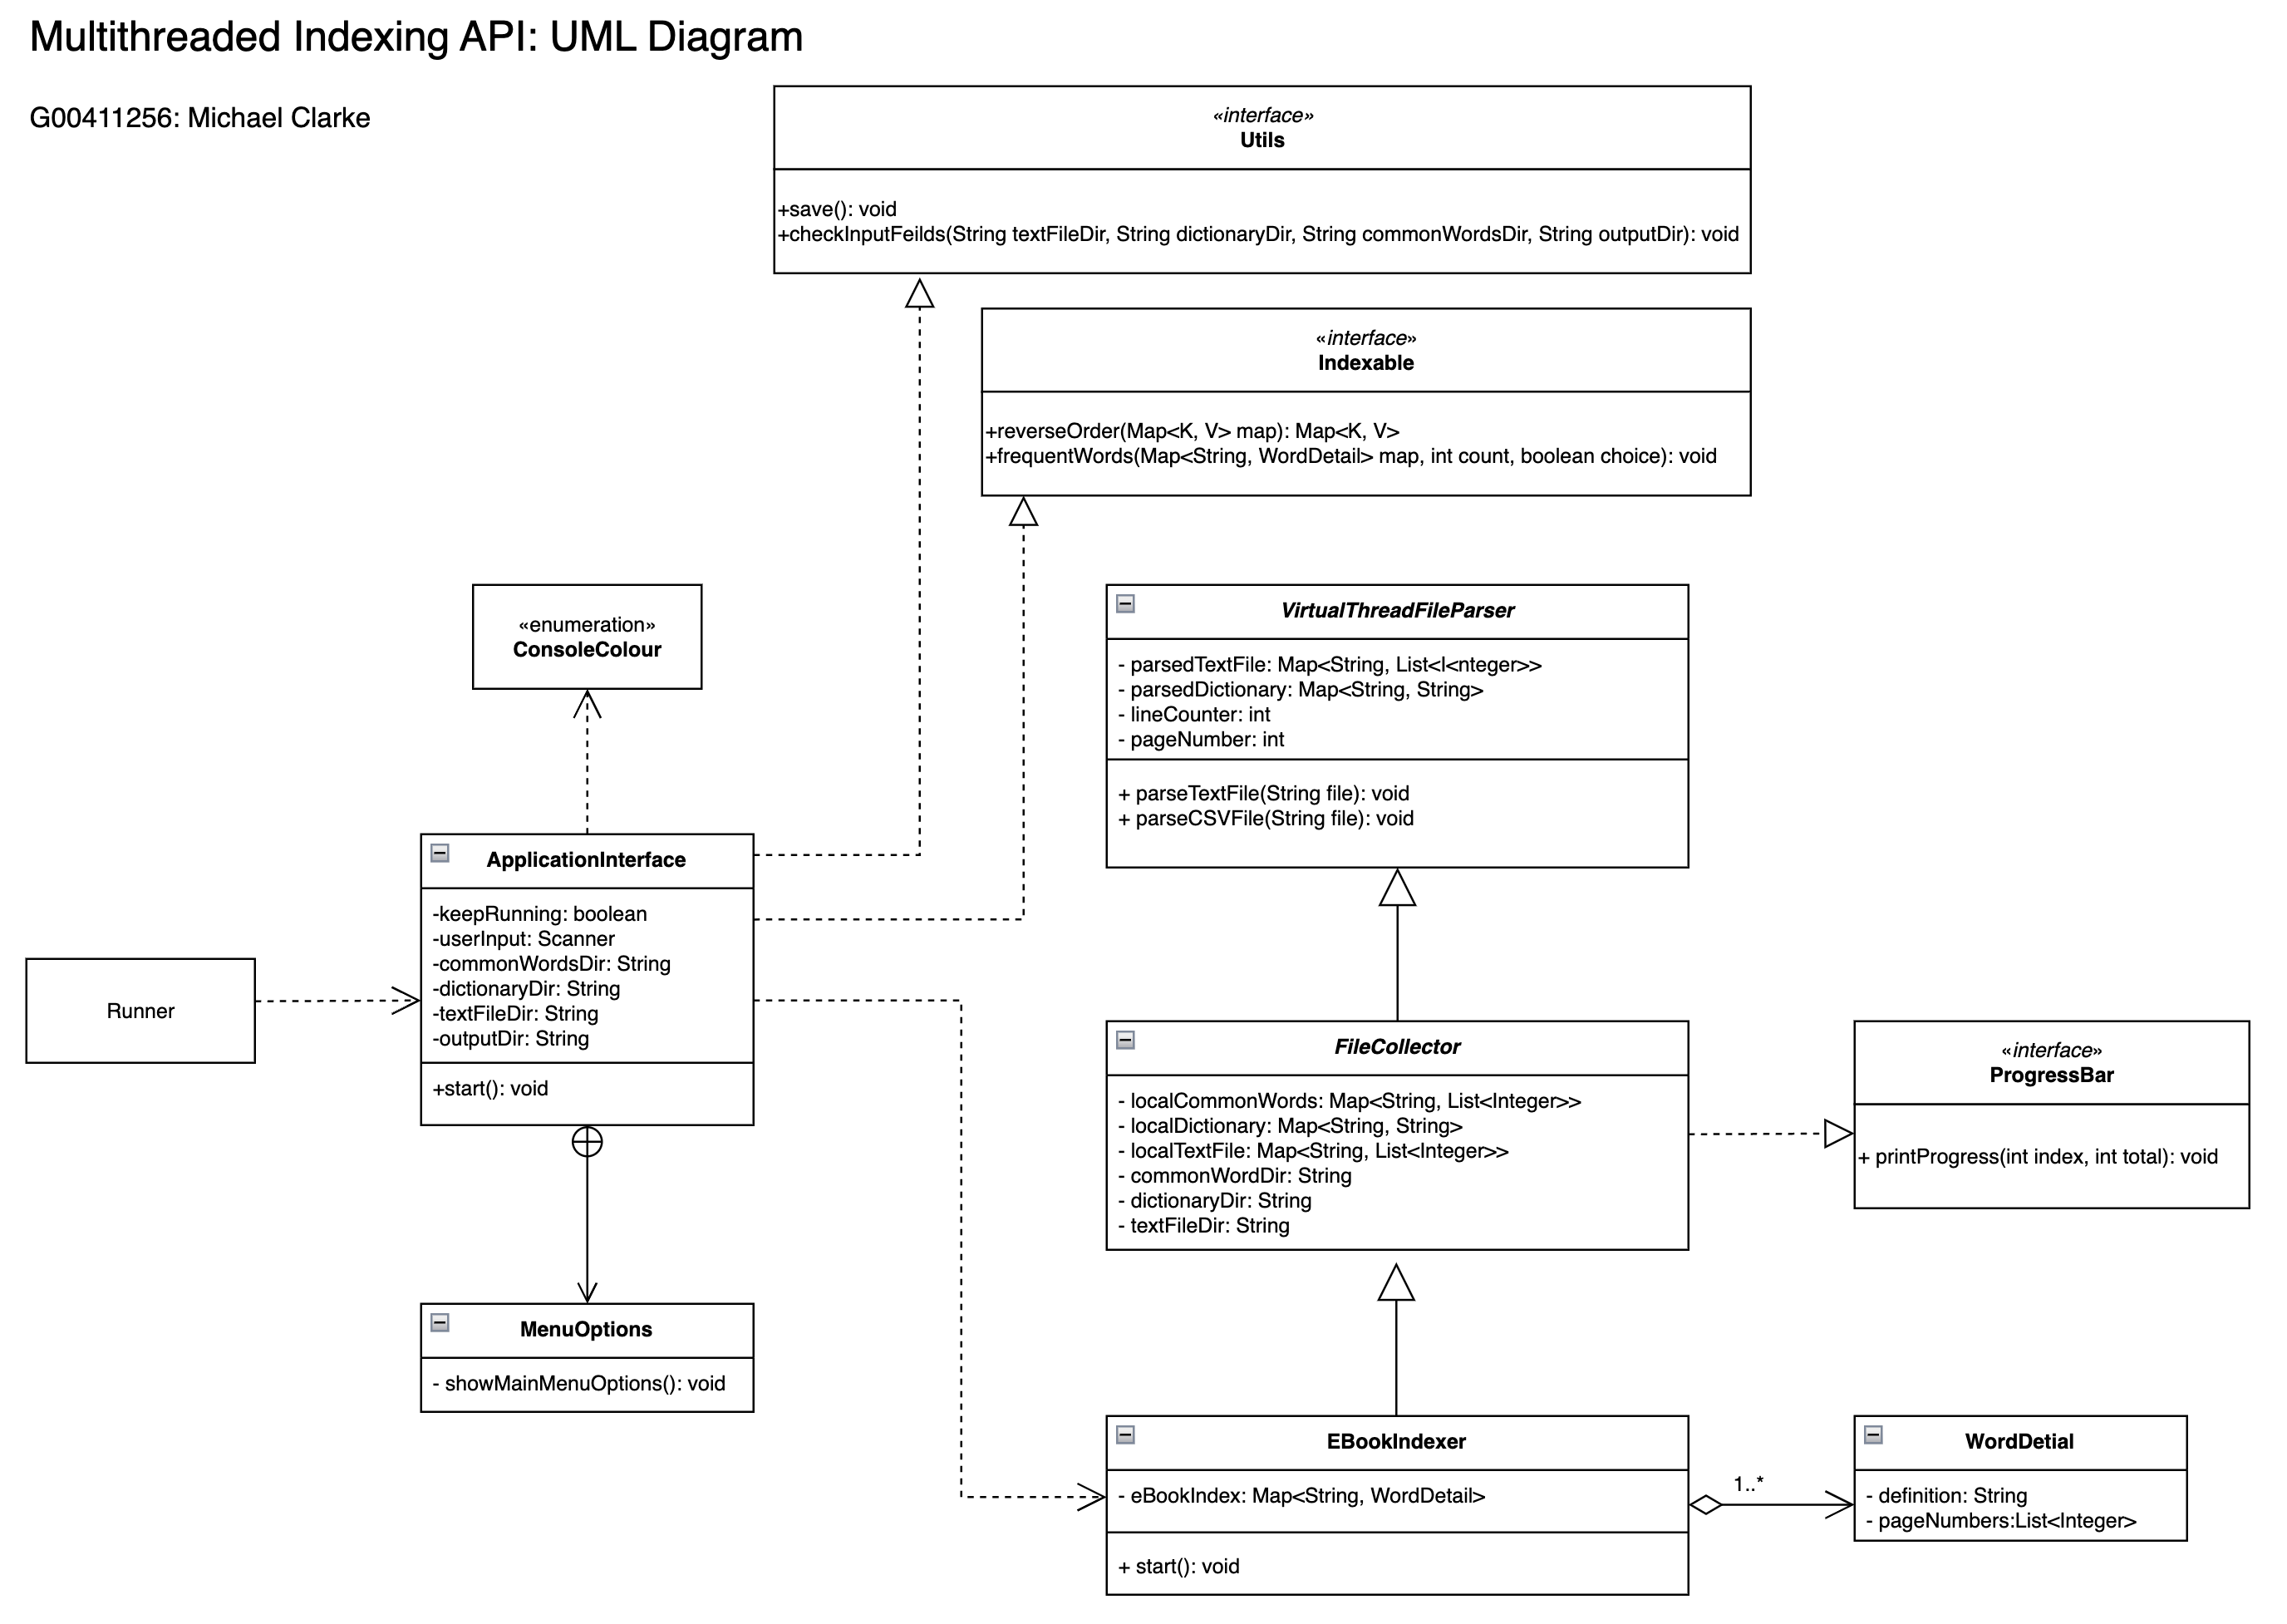 Multithreaded Indexing API: UML Diagram
G00411256: Michael Clarke
«interface»
Utils
+save(): void
+checkInputFeilds(String textFileDir, String dictionaryDir, String commonWordsDir, String outputDir): void
«interface»
Indexable
+reverseOrder(Map<K, V> map): Map<K, V>
+frequentWords(Map<String, WordDetail> map, int count, boolean choice): void
«enumeration»
ConsoleColour
VirtualThreadFileParser
- parsedTextFile: Map<String, List<I<nteger>>
- parsedDictionary: Map<String, String>
- lineCounter: int
- pageNumber: int
+ parseTextFile(String file): void
+ parseCSVFile(String file): void
ApplicationInterface
-keepRunning: boolean
-userInput: Scanner
-commonWordsDir: String
-dictionaryDir: String
-textFileDir: String
-outputDir: String
+start(): void
Runner
FileCollector
- localCommonWords: Map<String, List<Integer>>
- localDictionary: Map<String, String>
- localTextFile: Map<String, List<Integer>>
- commonWordDir: String
- dictionaryDir: String
- textFileDir: String
«interface»
ProgressBar
+ printProgress(int index, int total): void
MenuOptions
- showMainMenuOptions(): void
EBookIndexer
- eBookIndex: Map<String, WordDetail>
+ start(): void
1..*
WordDetial
- definition: String
- pageNumbers:List<Integer>